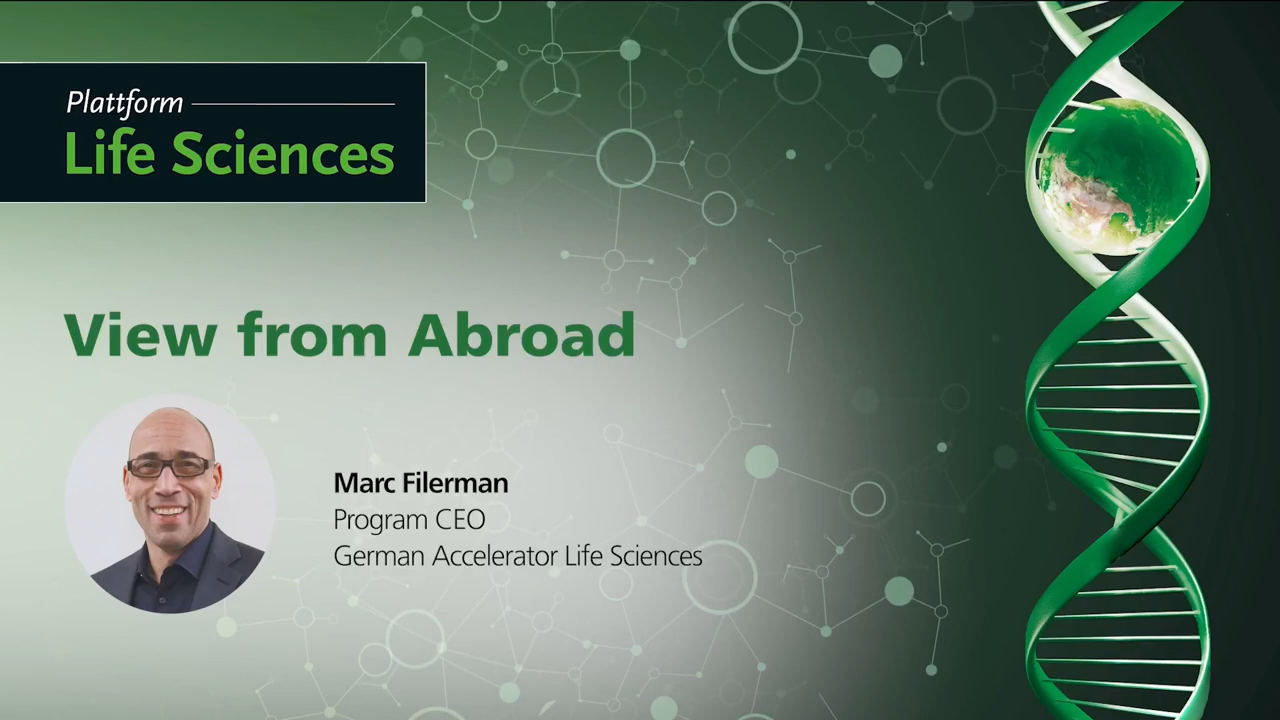 Plattform
Life Sciences
View from Abroad
Marc Filerman
Program CEO
German Accelerator Life Sciences